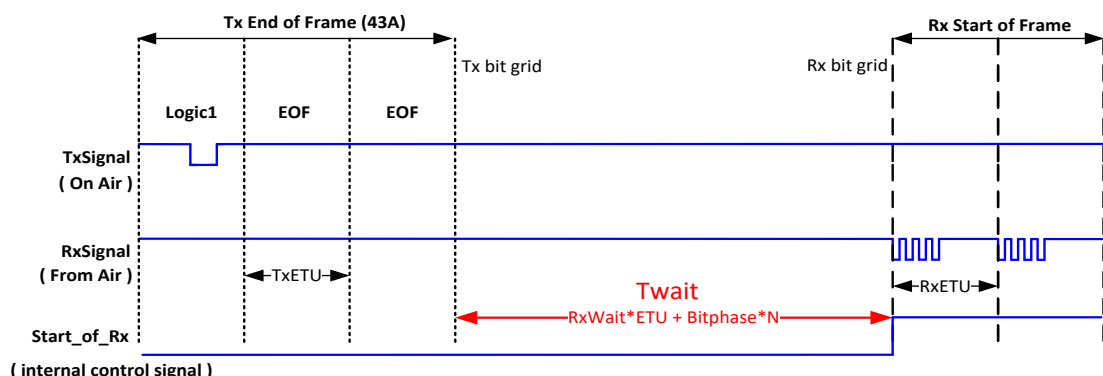 Tx End of Frame (43A)
Rx Start of Frame
Tx bit grid
Rx bit grid
Logic1
EOF
EOF
TxSignal
( On Air )
RxSignal
( From Air )
TxETU
RxETU
Twait
RxWait*ETU + Bitphase*N
Start_of_Rx
( internal control signal )